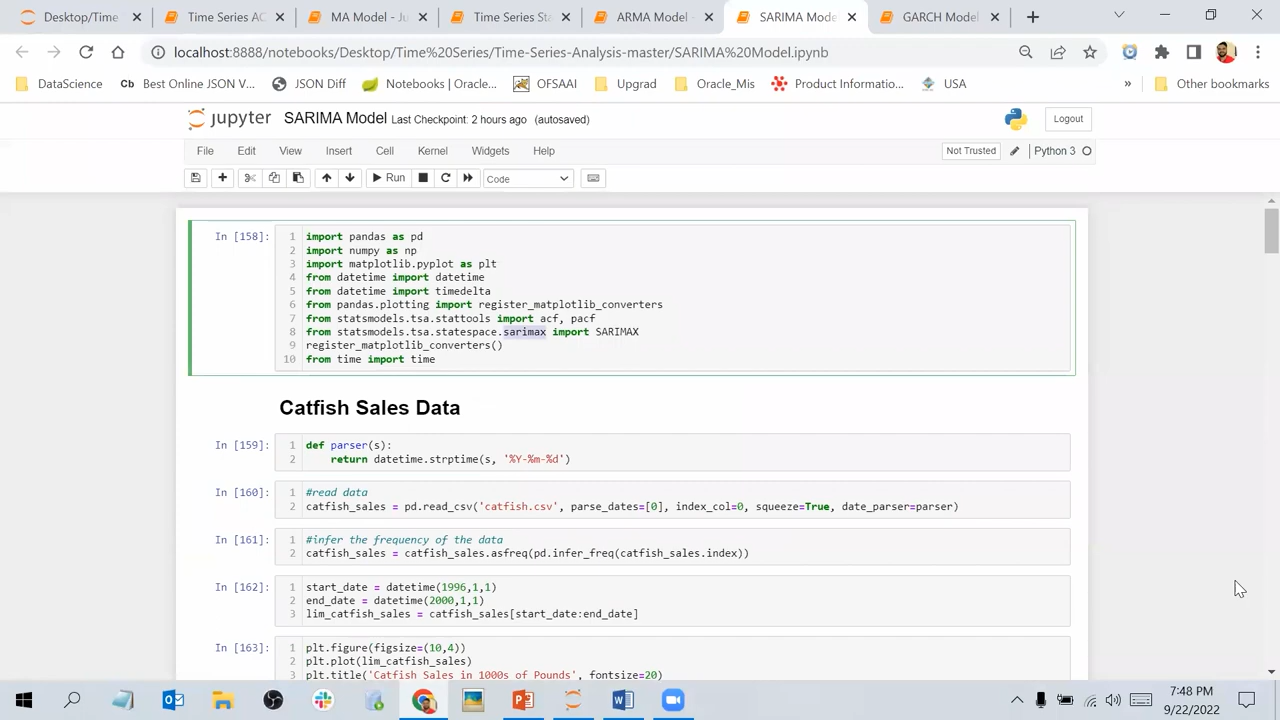 Desktop/Time
Time Series AC
MA Model - Ju
Time Series Sta
ARMA Model -
SARIMA Mode
GARCH Model
localhost:8888/notebooks/Desktop/Time%20Series/Time-Series-Analysis-master/SARIMA%20Model.ipynb
DataScience
Cb Best Online JSON V...
JSON Diff
Notebooks | Oracle...
OFSAAI
Upgrad
Oracle_Mis
Product Informatio...
USA
»
Other bookmarks
jupyter SARIMA Model Last Checkpoint: 2 hours ago (autosaved)
Logout
File Edit View Insert Cell Kernel Widgets Help
Not Trusted
Python 3
Run
Code
In [158]:
1 import pandas as pd
2 import numpy as np
3 import matplotlib.pyplot as plt
4 from datetime import datetime
5 from datetime import timedelta
6 from pandas.plotting import register_matplotlib_converters
7 from statsmodels.tsa.stattools import acf, pacf
8 from statsmodels.tsa.statespace.sarimax import SARIMAX
9 register_matplotlib_converters()
10 from time import time
Catfish Sales Data
In [159]:
1 def parser(s):
2 return datetime.strptime(s, '%Y-%m-%d')
In [160]:
1 #read data
2 catfish_sales = pd.read_csv('catfish.csv', parse_dates=[0], index_col=0, squeeze=True, date_parser=parser)
In [161]:
1 #infer the frequency of the data
2 catfish_sales = catfish_sales.asfreq(pd.infer_freq(catfish_sales.index))
In [162]:
1 start_date = datetime(1996,1,1)
2 end_date = datetime(2000,1,1)
3 lim_catfish_sales = catfish_sales[start_date:end_date]
In [163]:
1 plt.figure(figsize=(10,4))
2 plt.plot(lim_catfish_sales)
3 plt.title('Catfish Sales in 1000s of Pounds', fontsize=20)
7:48 PM
9/22/2022